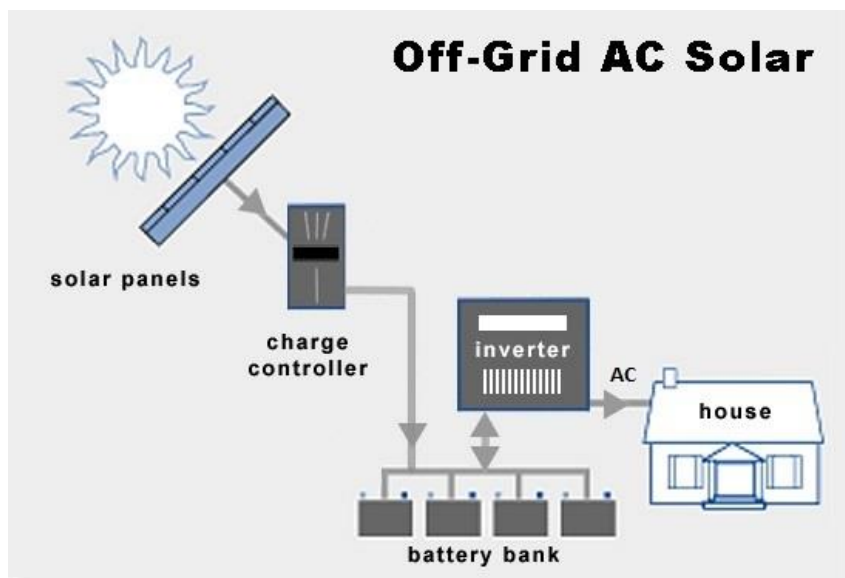 Off-Grid AC Solar
solar panels
charge
controller
inverter
AC
house
battery bank